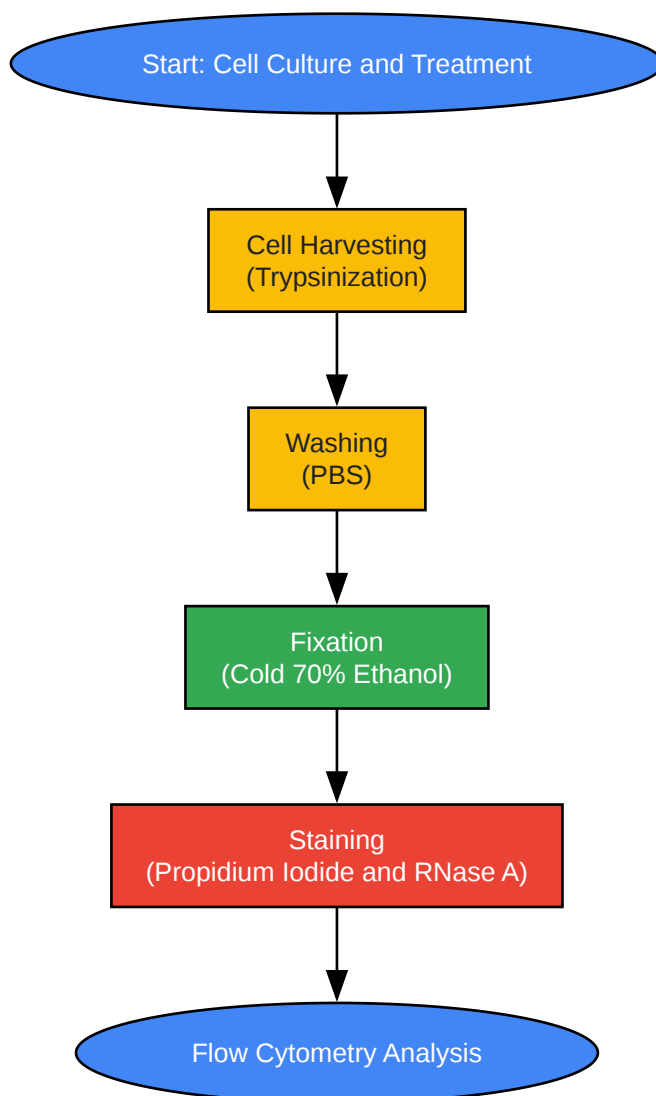 Start: Cell Culture and Treatment
Cell Harvesting
(Trypsinization)
Washing
(PBS)
Fixation
(Cold 70% Ethanol)
Staining
(Propidium Iodide and RNase A)
Flow Cytometry Analysis